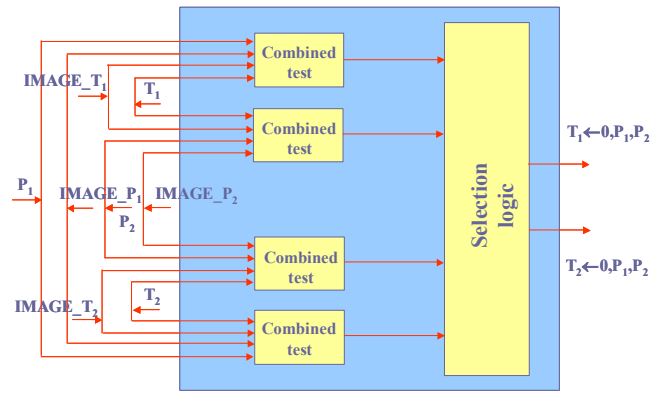 Combined
test
IMAGE_T1
T1
Combined
test
T1←0,P1,P2
P1
IMAGE_P1
IMAGE_P2
P2
Selection
logic
Combined
test
T2←0,P1,P2
IMAGE_T2
T2
Combined
test